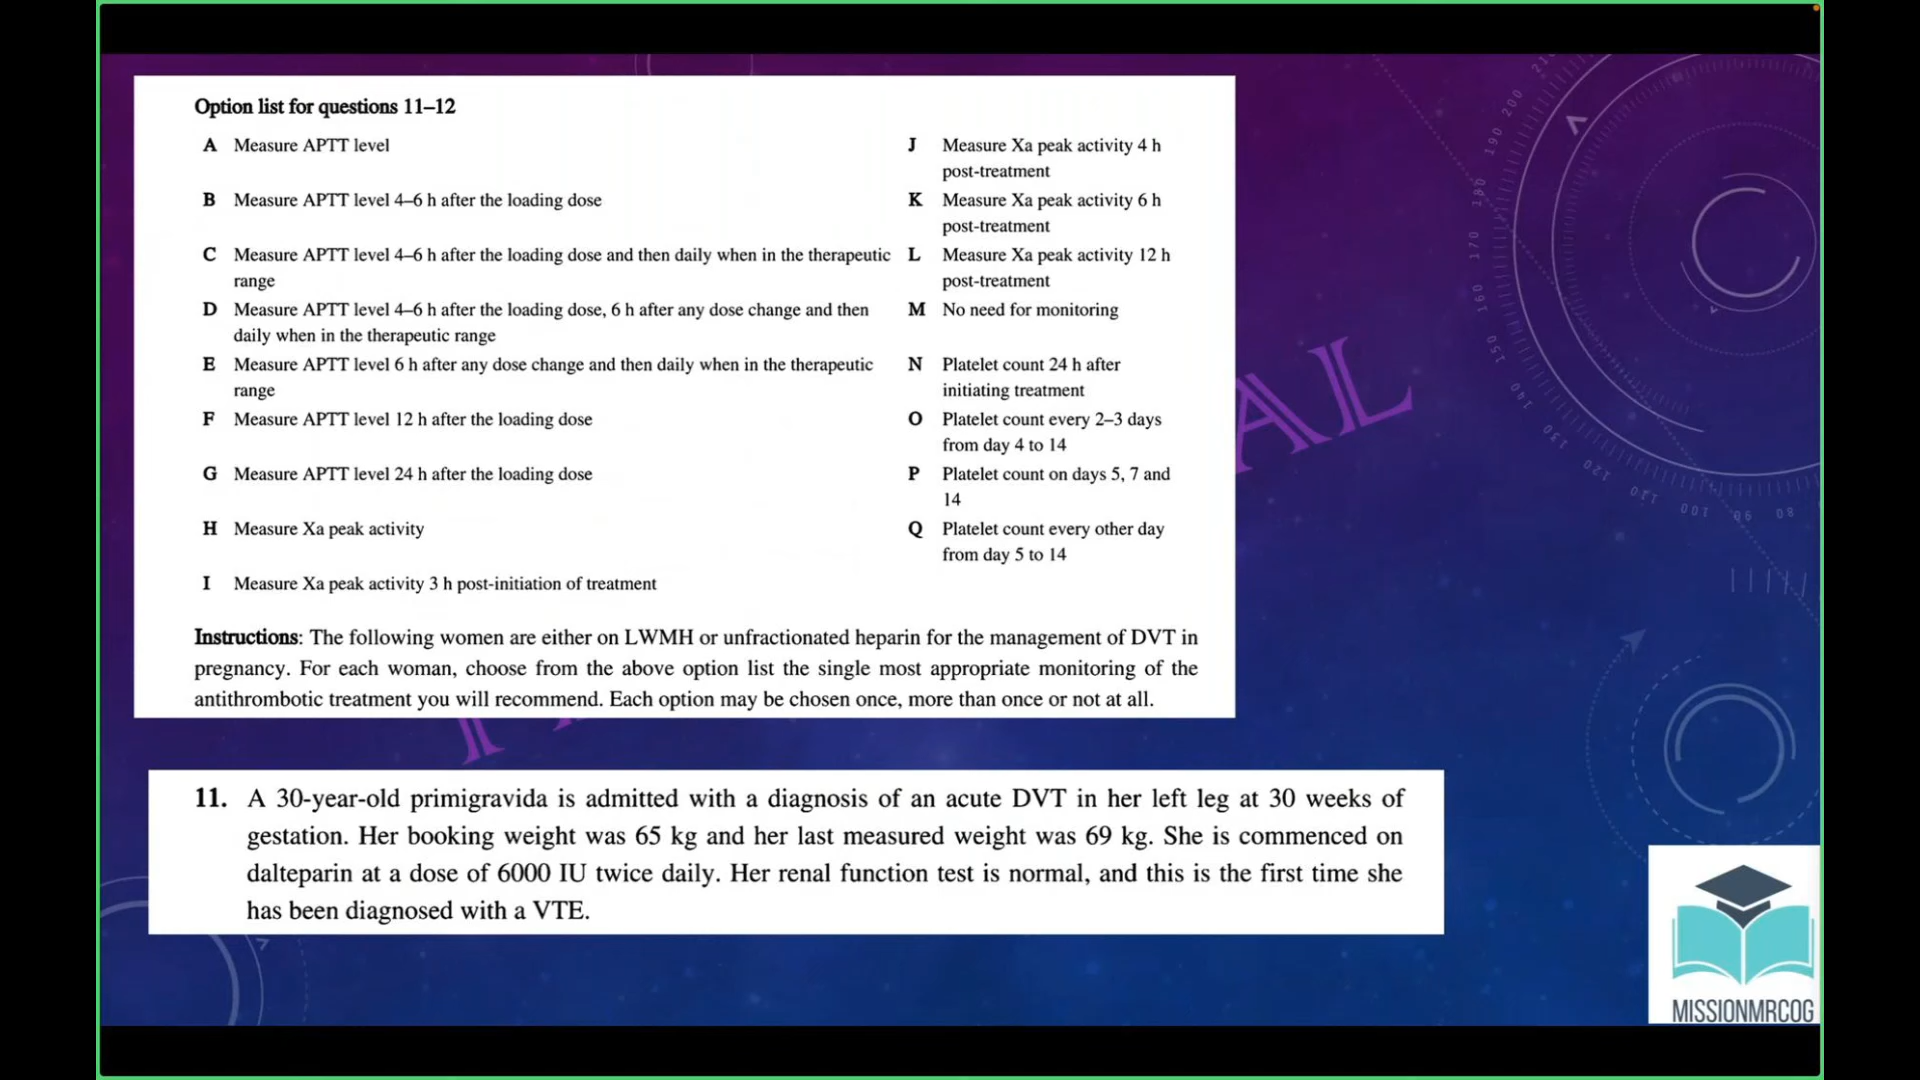 Option list for questions 11–12
A Measure APTT level
B Measure APTT level 4–6 h after the loading dose
C Measure APTT level 4–6 h after the loading dose and then daily when in the therapeutic
range
D Measure APTT level 4–6 h after the loading dose, 6 h after any dose change and then
daily when in the therapeutic range
E Measure APTT level 6 h after any dose change and then daily when in the therapeutic
range
F Measure APTT level 12 h after the loading dose
G Measure APTT level 24 h after the loading dose
H Measure Xa peak activity
I Measure Xa peak activity 3 h post-initiation of treatment
J Measure Xa peak activity 4 h
post-treatment
K Measure Xa peak activity 6 h
post-treatment
L Measure Xa peak activity 12 h
post-treatment
M No need for monitoring
N Platelet count 24 h after
initiating treatment
O Platelet count every 2–3 days
from day 4 to 14
P Platelet count on days 5, 7 and
14
Q Platelet count every other day
from day 5 to 14
Instructions: The following women are either on LWMH or unfractionated heparin for the management of DVT in
pregnancy. For each woman, choose from the above option list the single most appropriate monitoring of the
antithrombotic treatment you will recommend. Each option may be chosen once, more than once or not at all.
11. A 30-year-old primigravida is admitted with a diagnosis of an acute DVT in her left leg at 30 weeks of
gestation. Her booking weight was 65 kg and her last measured weight was 69 kg. She is commenced on
dalteparin at a dose of 6000 IU twice daily. Her renal function test is normal, and this is the first time she
has been diagnosed with a VTE.
MISSIONMRCOG